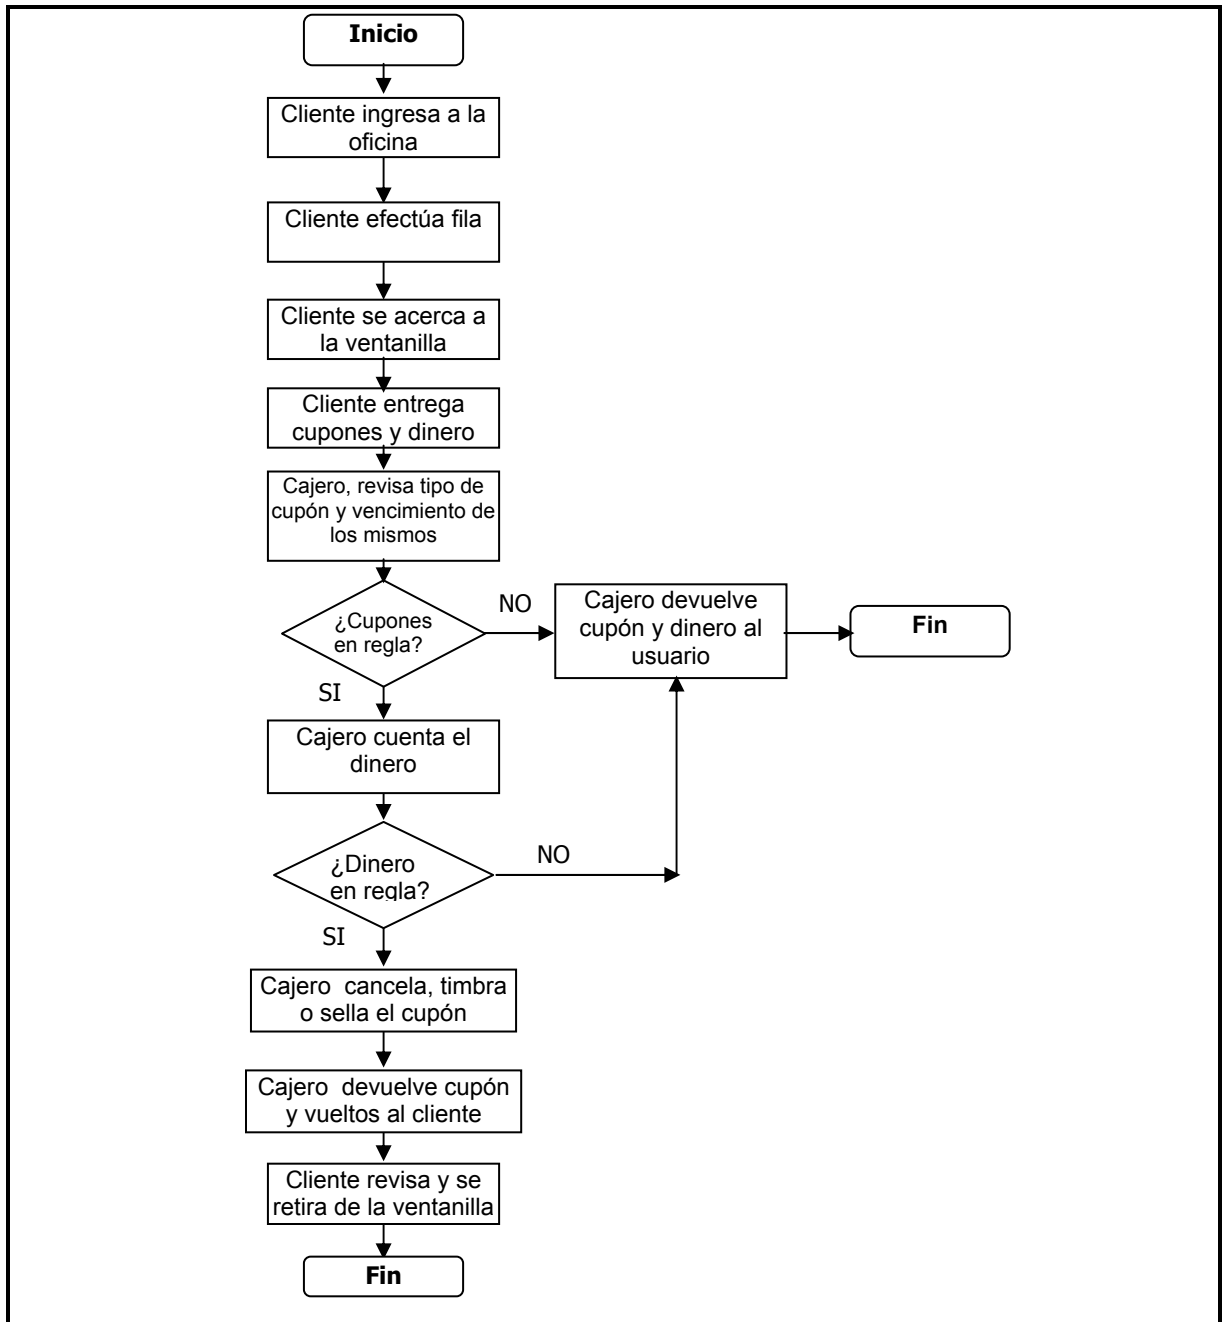 Inicio
Cliente ingresa a la
oficina
Cliente efectúa fila
Cliente se acerca a
la ventanilla
Cliente entrega
cupones y dinero
Cajero, revisa tipo de
cupón y vencimiento de
los mismos
¿Cupones
en regla?
NO
Cajero devuelve
cupón y dinero al
usuario
Fin
SI
Cajero cuenta el
dinero
¿Dinero
en regla?
NO
SI
Cajero cancela, timbra
o sella el cupón
Cajero devuelve cupón
y vueltos al cliente
Cliente revisa y se
retira de la ventanilla
Fin